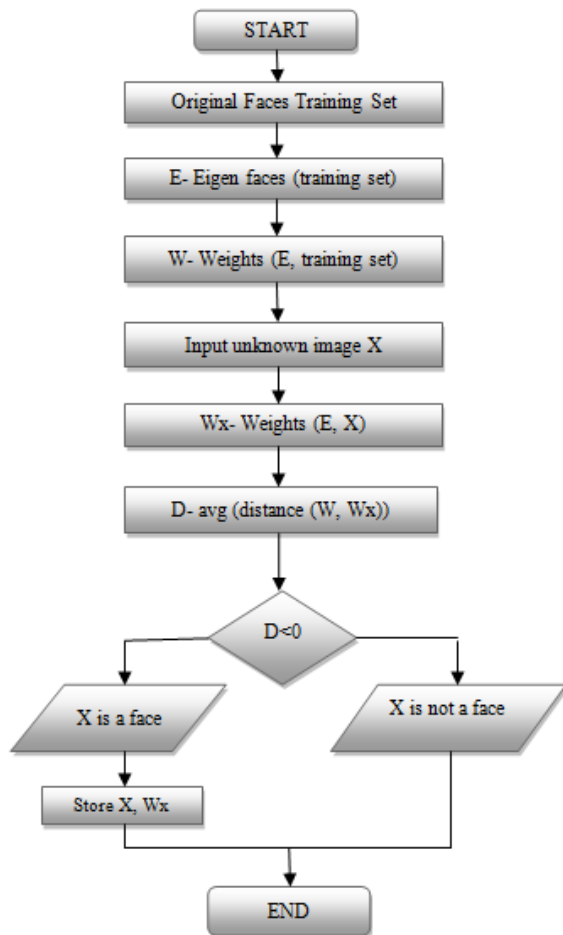 START
Original Faces Training Set
E- Eigen faces (training set)
W- Weights (E, training set)
Input unknown image X
Wx- Weights (E, X)
D- avg (distance (W, Wx))
D<0
X is a face
X is not a face
Store X, Wx
END